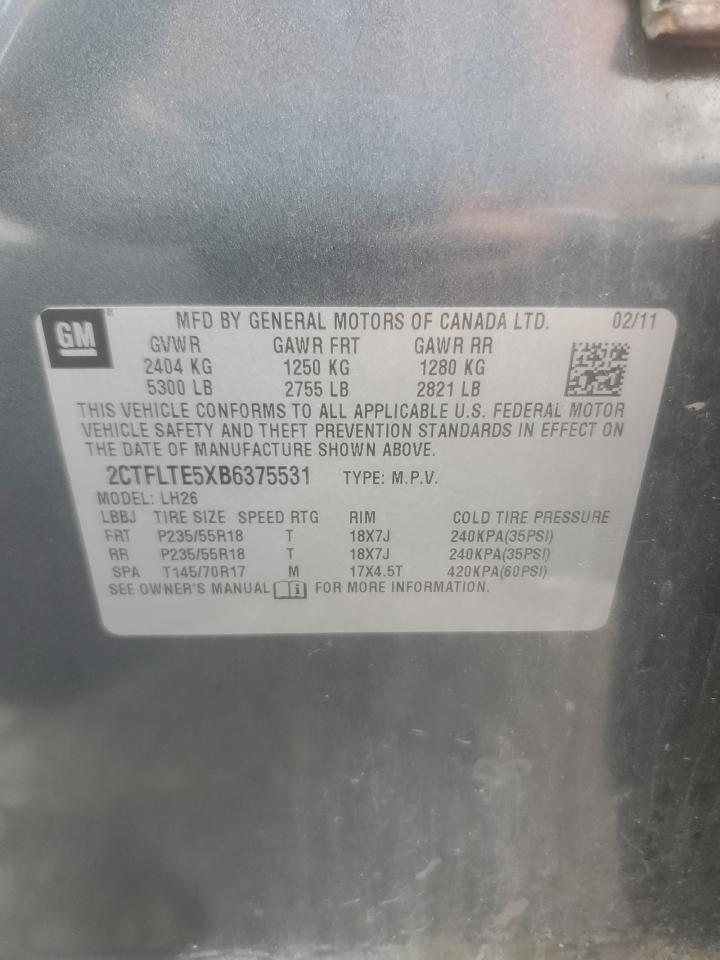 GM®
MFD BY GENERAL MOTORS OF CANADA LTD. 02/11
GVWR GAWR FRT GAWR RR
2404 KG 1250 KG 1280 KG
5300 LB 2755 LB 2821 LB
THIS VEHICLE CONFORMS TO ALL APPLICABLE U.S. FEDERAL MOTOR
VEHICLE SAFETY AND THEFT PREVENTION STANDARDS IN EFFECT ON
THE DATE OF MANUFACTURE SHOWN ABOVE.
2CTFLTE5XB6375531 TYPE: M.P.V.
MODEL: LH26
LBBJ TIRE SIZE SPEED RTG RIM COLD TIRE PRESSURE
FRT P235/55R18 T 18X7J 240KPA(35PSI)
RR P235/55R18 T 18X7J 240KPA(35PSI)
SPA T145/70R17 M 17X4.5T 420KPA(60PSI)
SEE OWNER'S MANUAL i FOR MORE INFORMATION.